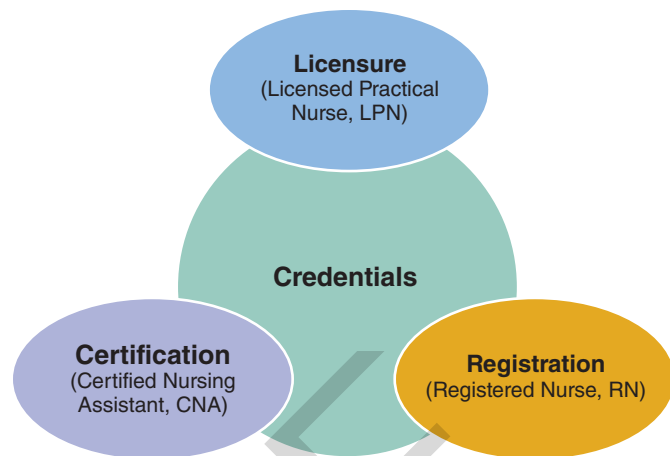 Licensure
(Licensed Practical
Nurse, LPN)
Credentials
Certification
(Certified Nursing
Assistant, CNA)
Registration
(Registered Nurse, RN)